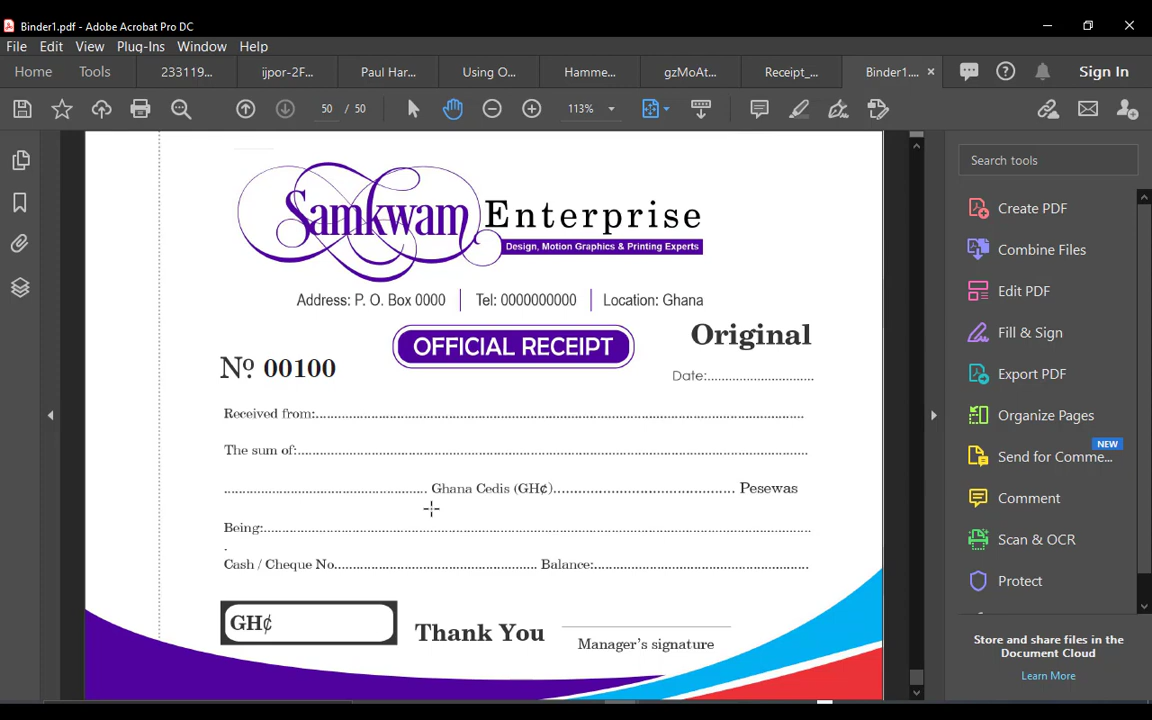 Binder1.pdf - Adobe Acrobat Pro DC
File Edit View Plug-Ins Window Help
Home Tools 233119... ijpor-2F... Paul Har... Using O... Hamme... gzMoAt... Receipt_... Binder1.... × Sign In
50 / 50 113%
Search tools
Create PDF
Combine Files
Edit PDF
Fill & Sign
Export PDF
Organize Pages
NEW
Send for Comme...
Comment
Scan & OCR
Protect
Store and share files in the
Document Cloud
Learn More
Samkwam Enterprise
Design, Motion Graphics & Printing Experts
Address: P. O. Box 0000 Tel: 0000000000 Location: Ghana
Original
OFFICIAL RECEIPT
Nº 00100
Date:..............................
Received from:....................................................................................
The sum of:....................................................................................
.................................................... Ghana Cedis (GH¢)............................................. Pesewas
Being:....................................................................................
.
Cash / Cheque No.................................................... Balance:......................................................
GH¢
Thank You
Manager's signature